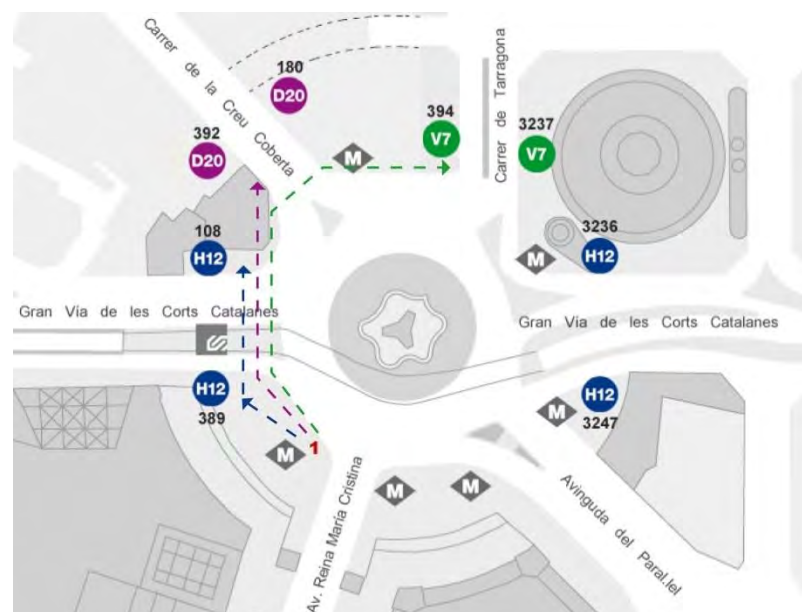 Carrer de la Creu Coberta
180
D20
392
D20
394
V7
Carrer de Tarragona
3237
V7
M
108
H12
3236
H12
M
Gran Vía de les Corts Catalanes
Gran Vía de les Corts Catalanes
H12
389
H12
3247
M
M
1
M
M
Av. Reina Maria Cristina
Avinguda del Paral.lel